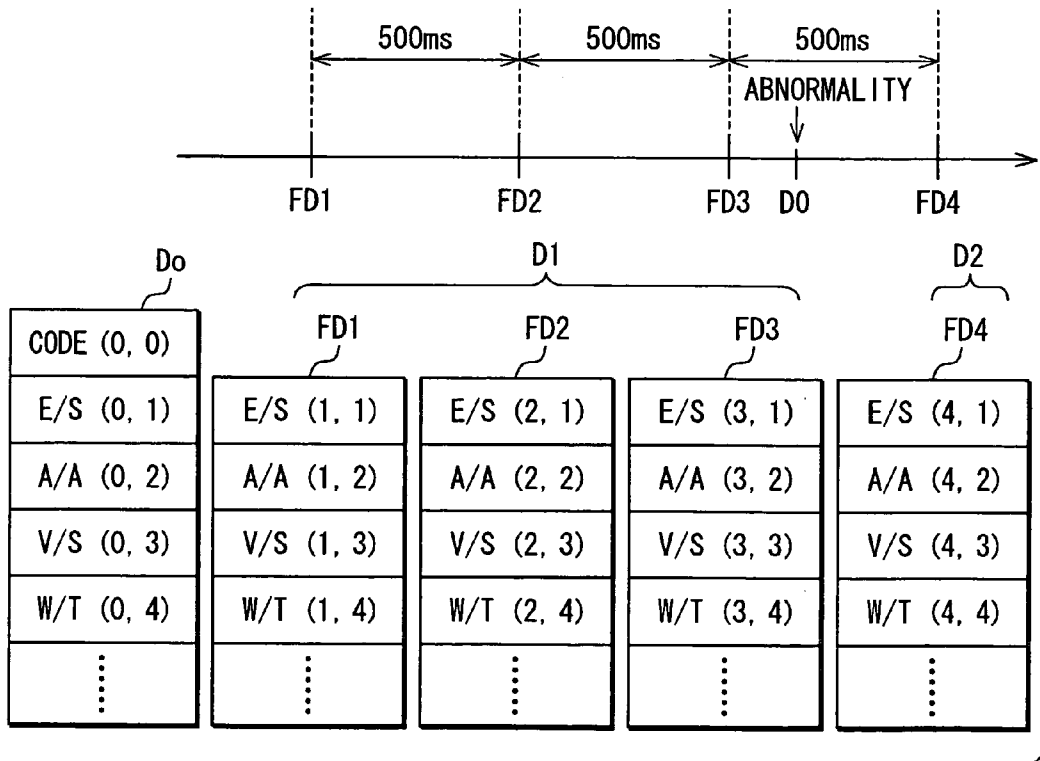 500ms 500ms 500ms
ABNORMALITY
FD1 FD2 FD3 D0 FD4
Do D1 D2
FD1 FD2 FD3 FD4
CODE (0, 0)
E/S (0, 1) E/S (1, 1) E/S (2, 1) E/S (3, 1) E/S (4, 1)
A/A (0, 2) A/A (1, 2) A/A (2, 2) A/A (3, 2) A/A (4, 2)
V/S (0, 3) V/S (1, 3) V/S (2, 3) V/S (3, 3) V/S (4, 3)
W/T (0, 4) W/T (1, 4) W/T (2, 4) W/T (3, 4) W/T (4, 4)